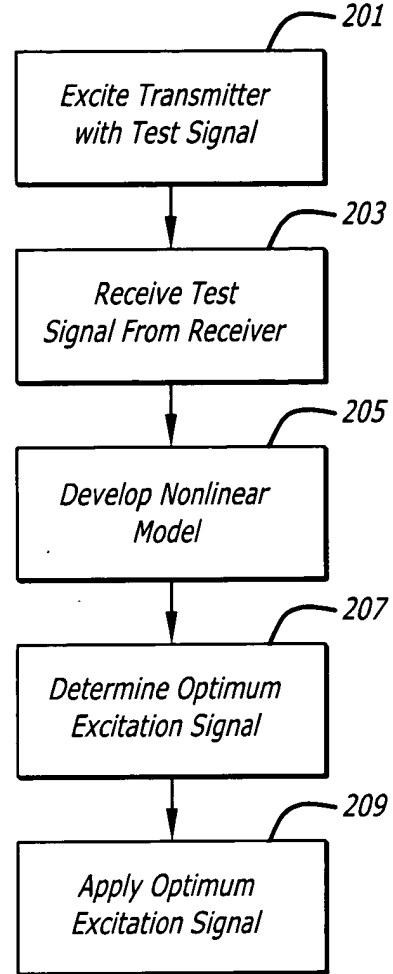 201
Excite Transmitter
with Test Signal
203
Receive Test
Signal From Receiver
205
Develop Nonlinear
Model
207
Determine Optimum
Excitation Signal
209
Apply Optimum
Excitation Signal